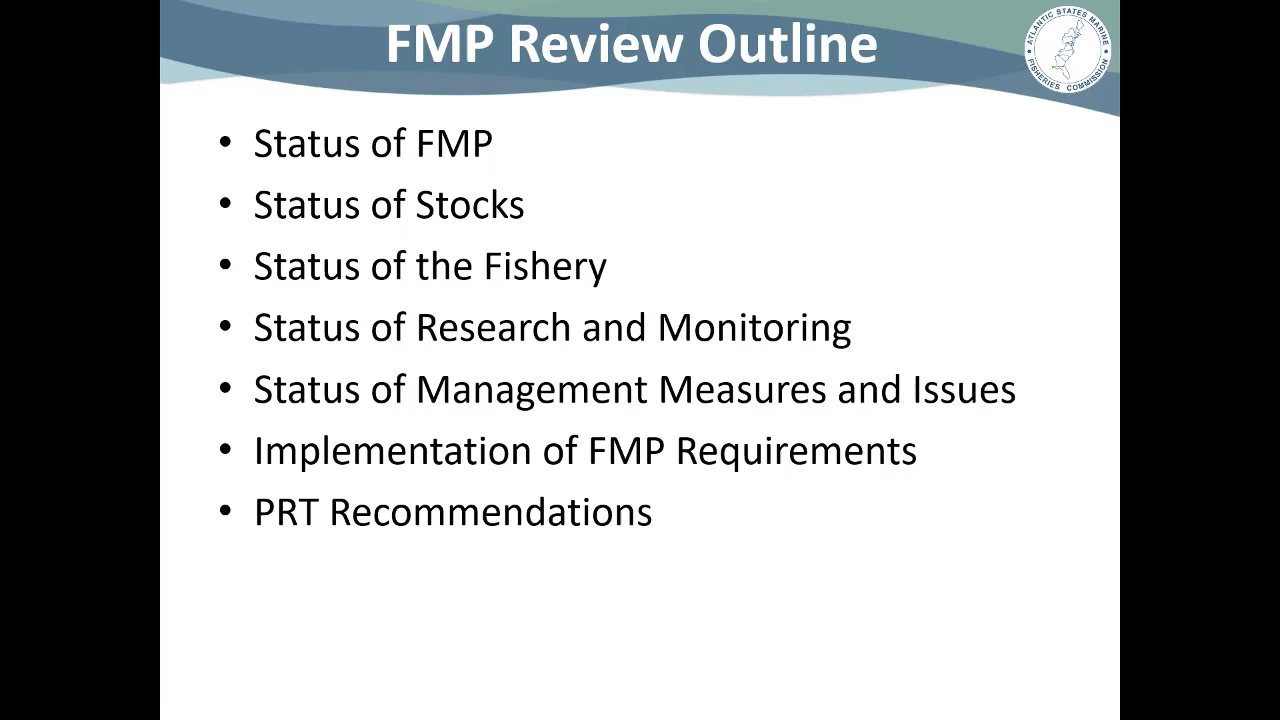 FMP Review Outline
ATLANTIC STATES MARINE
FISHERIES COMMISSION
• Status of FMP
• Status of Stocks
• Status of the Fishery
• Status of Research and Monitoring
• Status of Management Measures and Issues
• Implementation of FMP Requirements
• PRT Recommendations